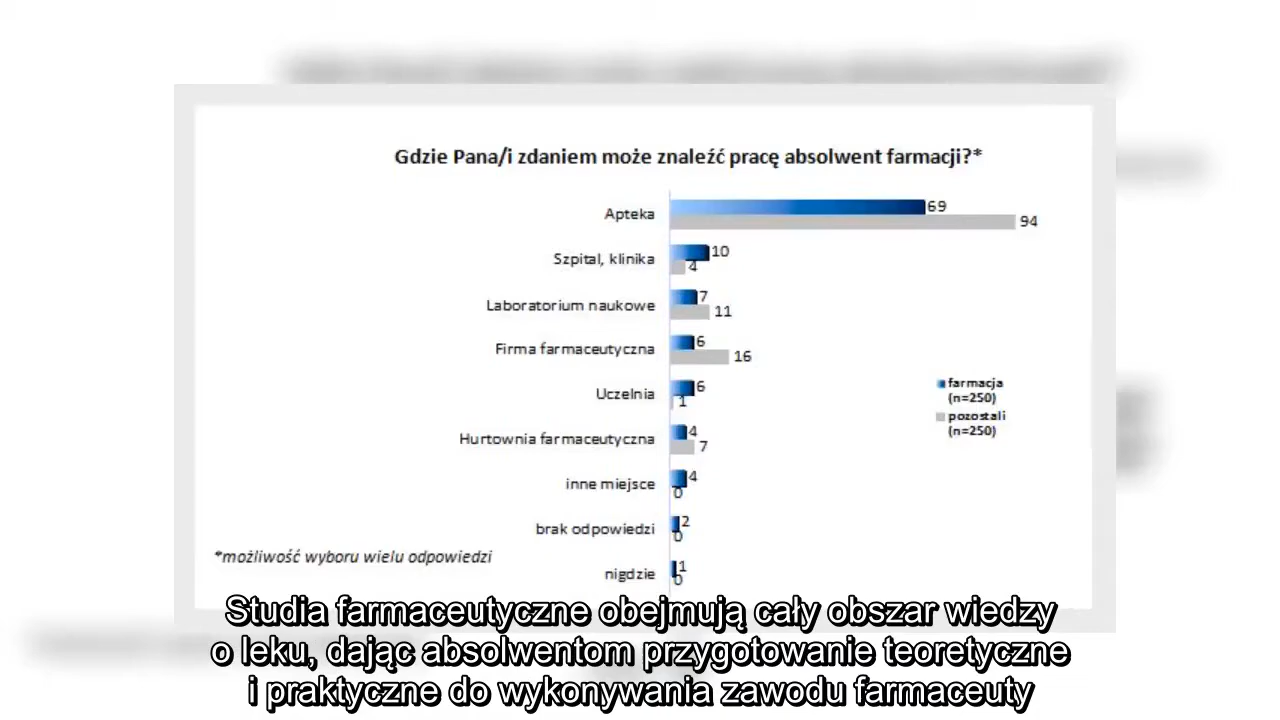 Gdzie Pana/i zdaniem może znaleźć pracę absolwent farmacji?*
Apteka
69
94
Szpital, klinika
10
4
Laboratorium naukowe
7
11
Firma farmaceutyczna
6
16
Uczelnia
6
1
Hurtownia farmaceutyczna
4
7
inne miejsce
4
0
brak odpowiedzi
2
0
nigdzie
1
0
farmacja
(n=250)
pozostali
(n=250)
*możliwość wyboru wielu odpowiedzi
Studia farmaceutyczne obejmują cały obszar wiedzy
o leku, dając absolwentom przygotowanie teoretyczne
i praktyczne do wykonywania zawodu farmaceuty